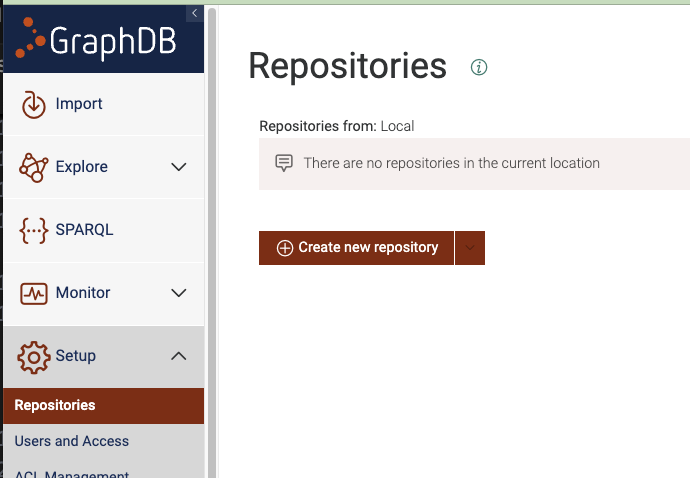 GraphDB
Import
Explore
SPARQL
Monitor
Setup
Repositories
Users and Access
ACL Management
Repositories
Repositories from: Local
There are no repositories in the current location
Create new repository